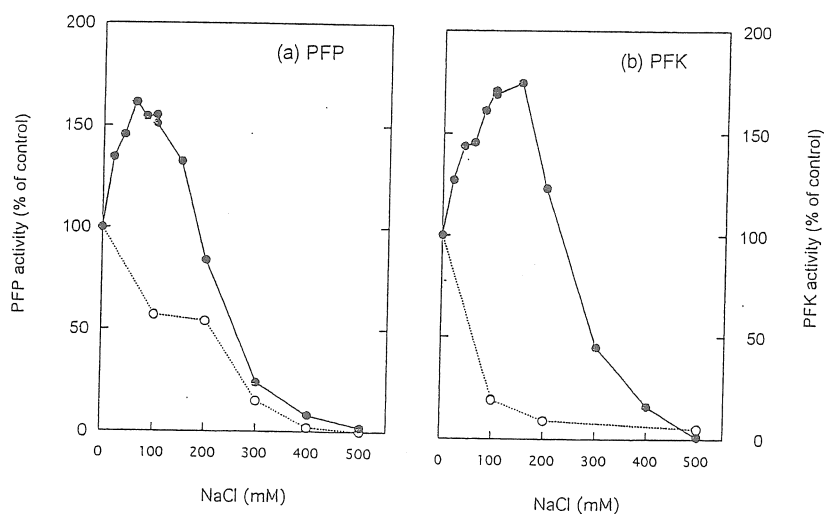 (a) PFP
PFP activity (% of control)
200
150
100
50
0
0 100 200 300 400 500
NaCl (mM)
(b) PFK
PFK activity (% of control)
200
150
100
50
0
0 100 200 300 400 500
NaCl (mM)